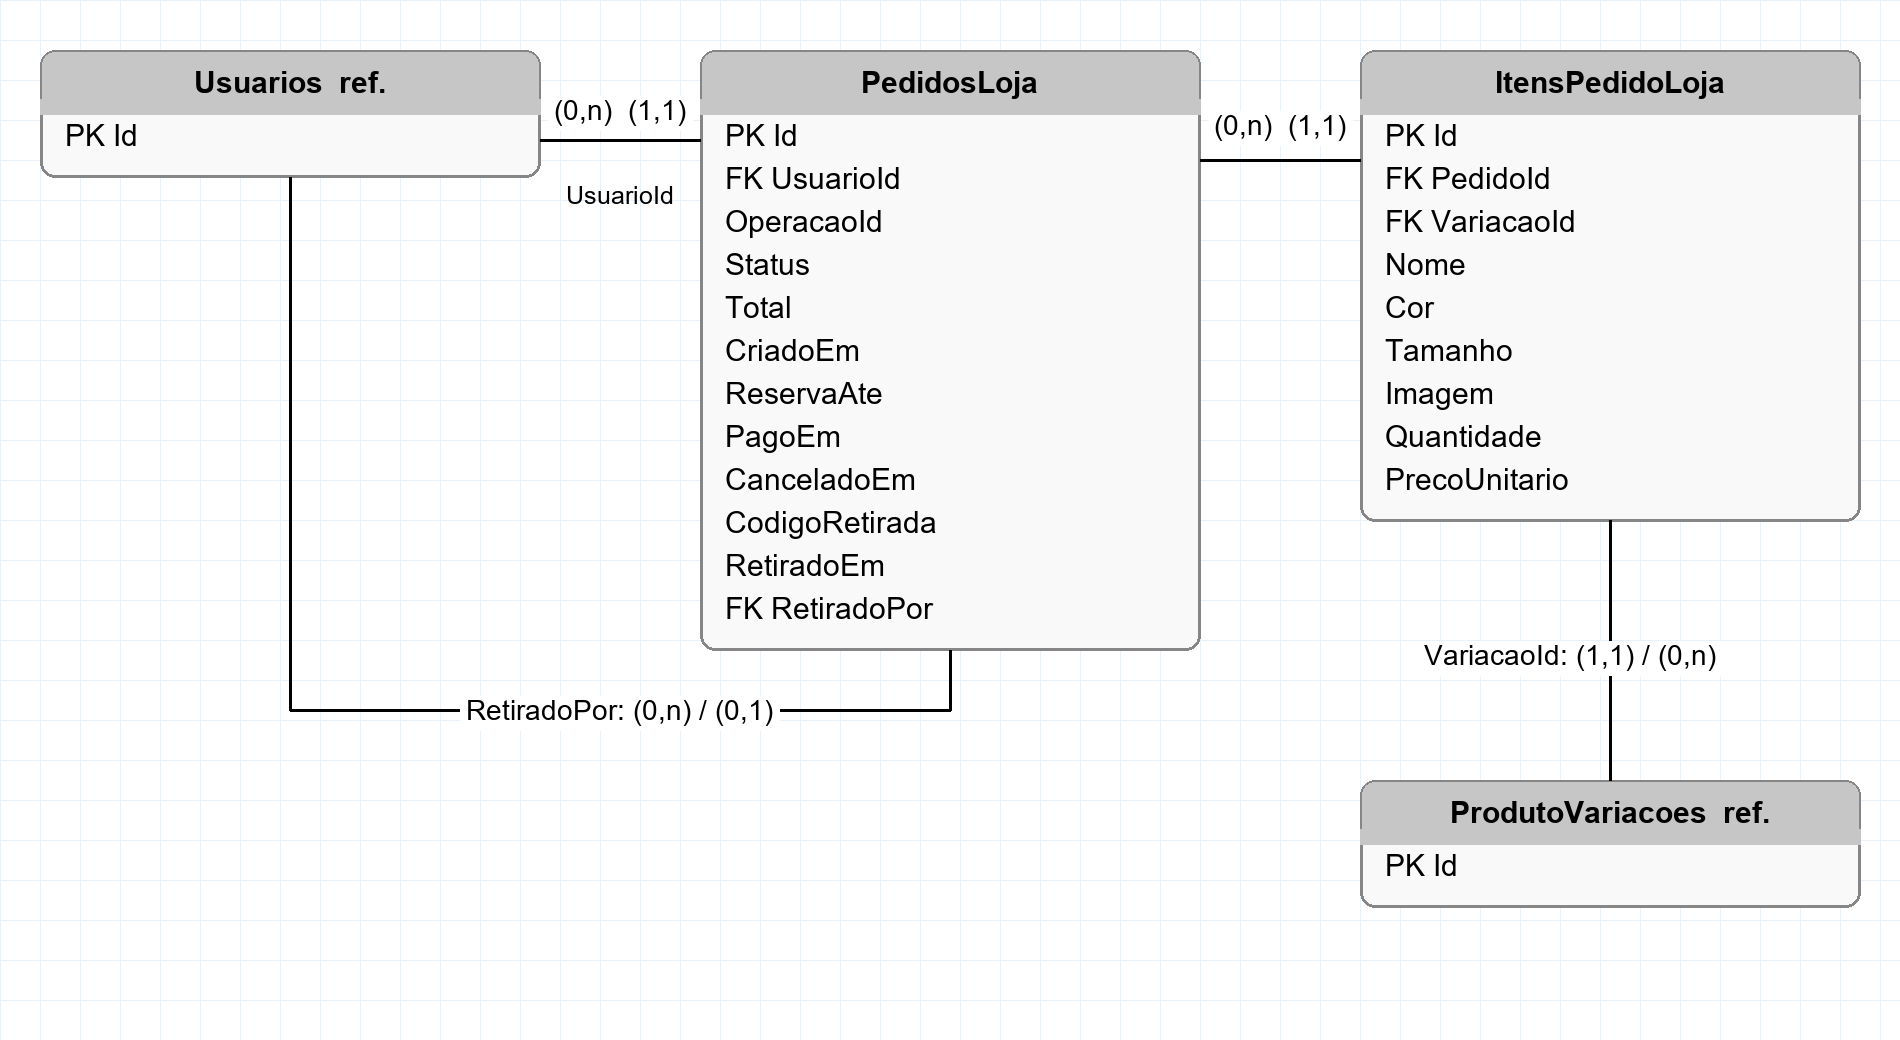 Usuarios ref.
PK Id
(0,n) (1,1)
UsuarioId
PedidosLoja
PK Id
FK UsuarioId
OperacaoId
Status
Total
CriadoEm
ReservaAte
PagoEm
CanceladoEm
CodigoRetirada
RetiradoEm
FK RetiradoPor
(0,n) (1,1)
ItensPedidoLoja
PK Id
FK PedidoId
FK VariacaoId
Nome
Cor
Tamanho
Imagem
Quantidade
PrecoUnitario
RetiradoPor: (0,n) / (0,1)
VariacaoId: (1,1) / (0,n)
ProdutoVariacoes ref.
PK Id